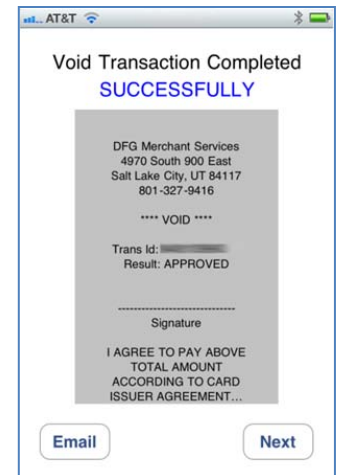 AT&T
Void Transaction Completed
SUCCESSFULLY
DFG Merchant Services
4970 South 900 East
Salt Lake City, UT 84117
801-327-9416
**** VOID ****
Trans Id:
Result: APPROVED
------------------------------
Signature
I AGREE TO PAY ABOVE
TOTAL AMOUNT
ACCORDING TO CARD
ISSUER AGREEMENT...
Email
Next